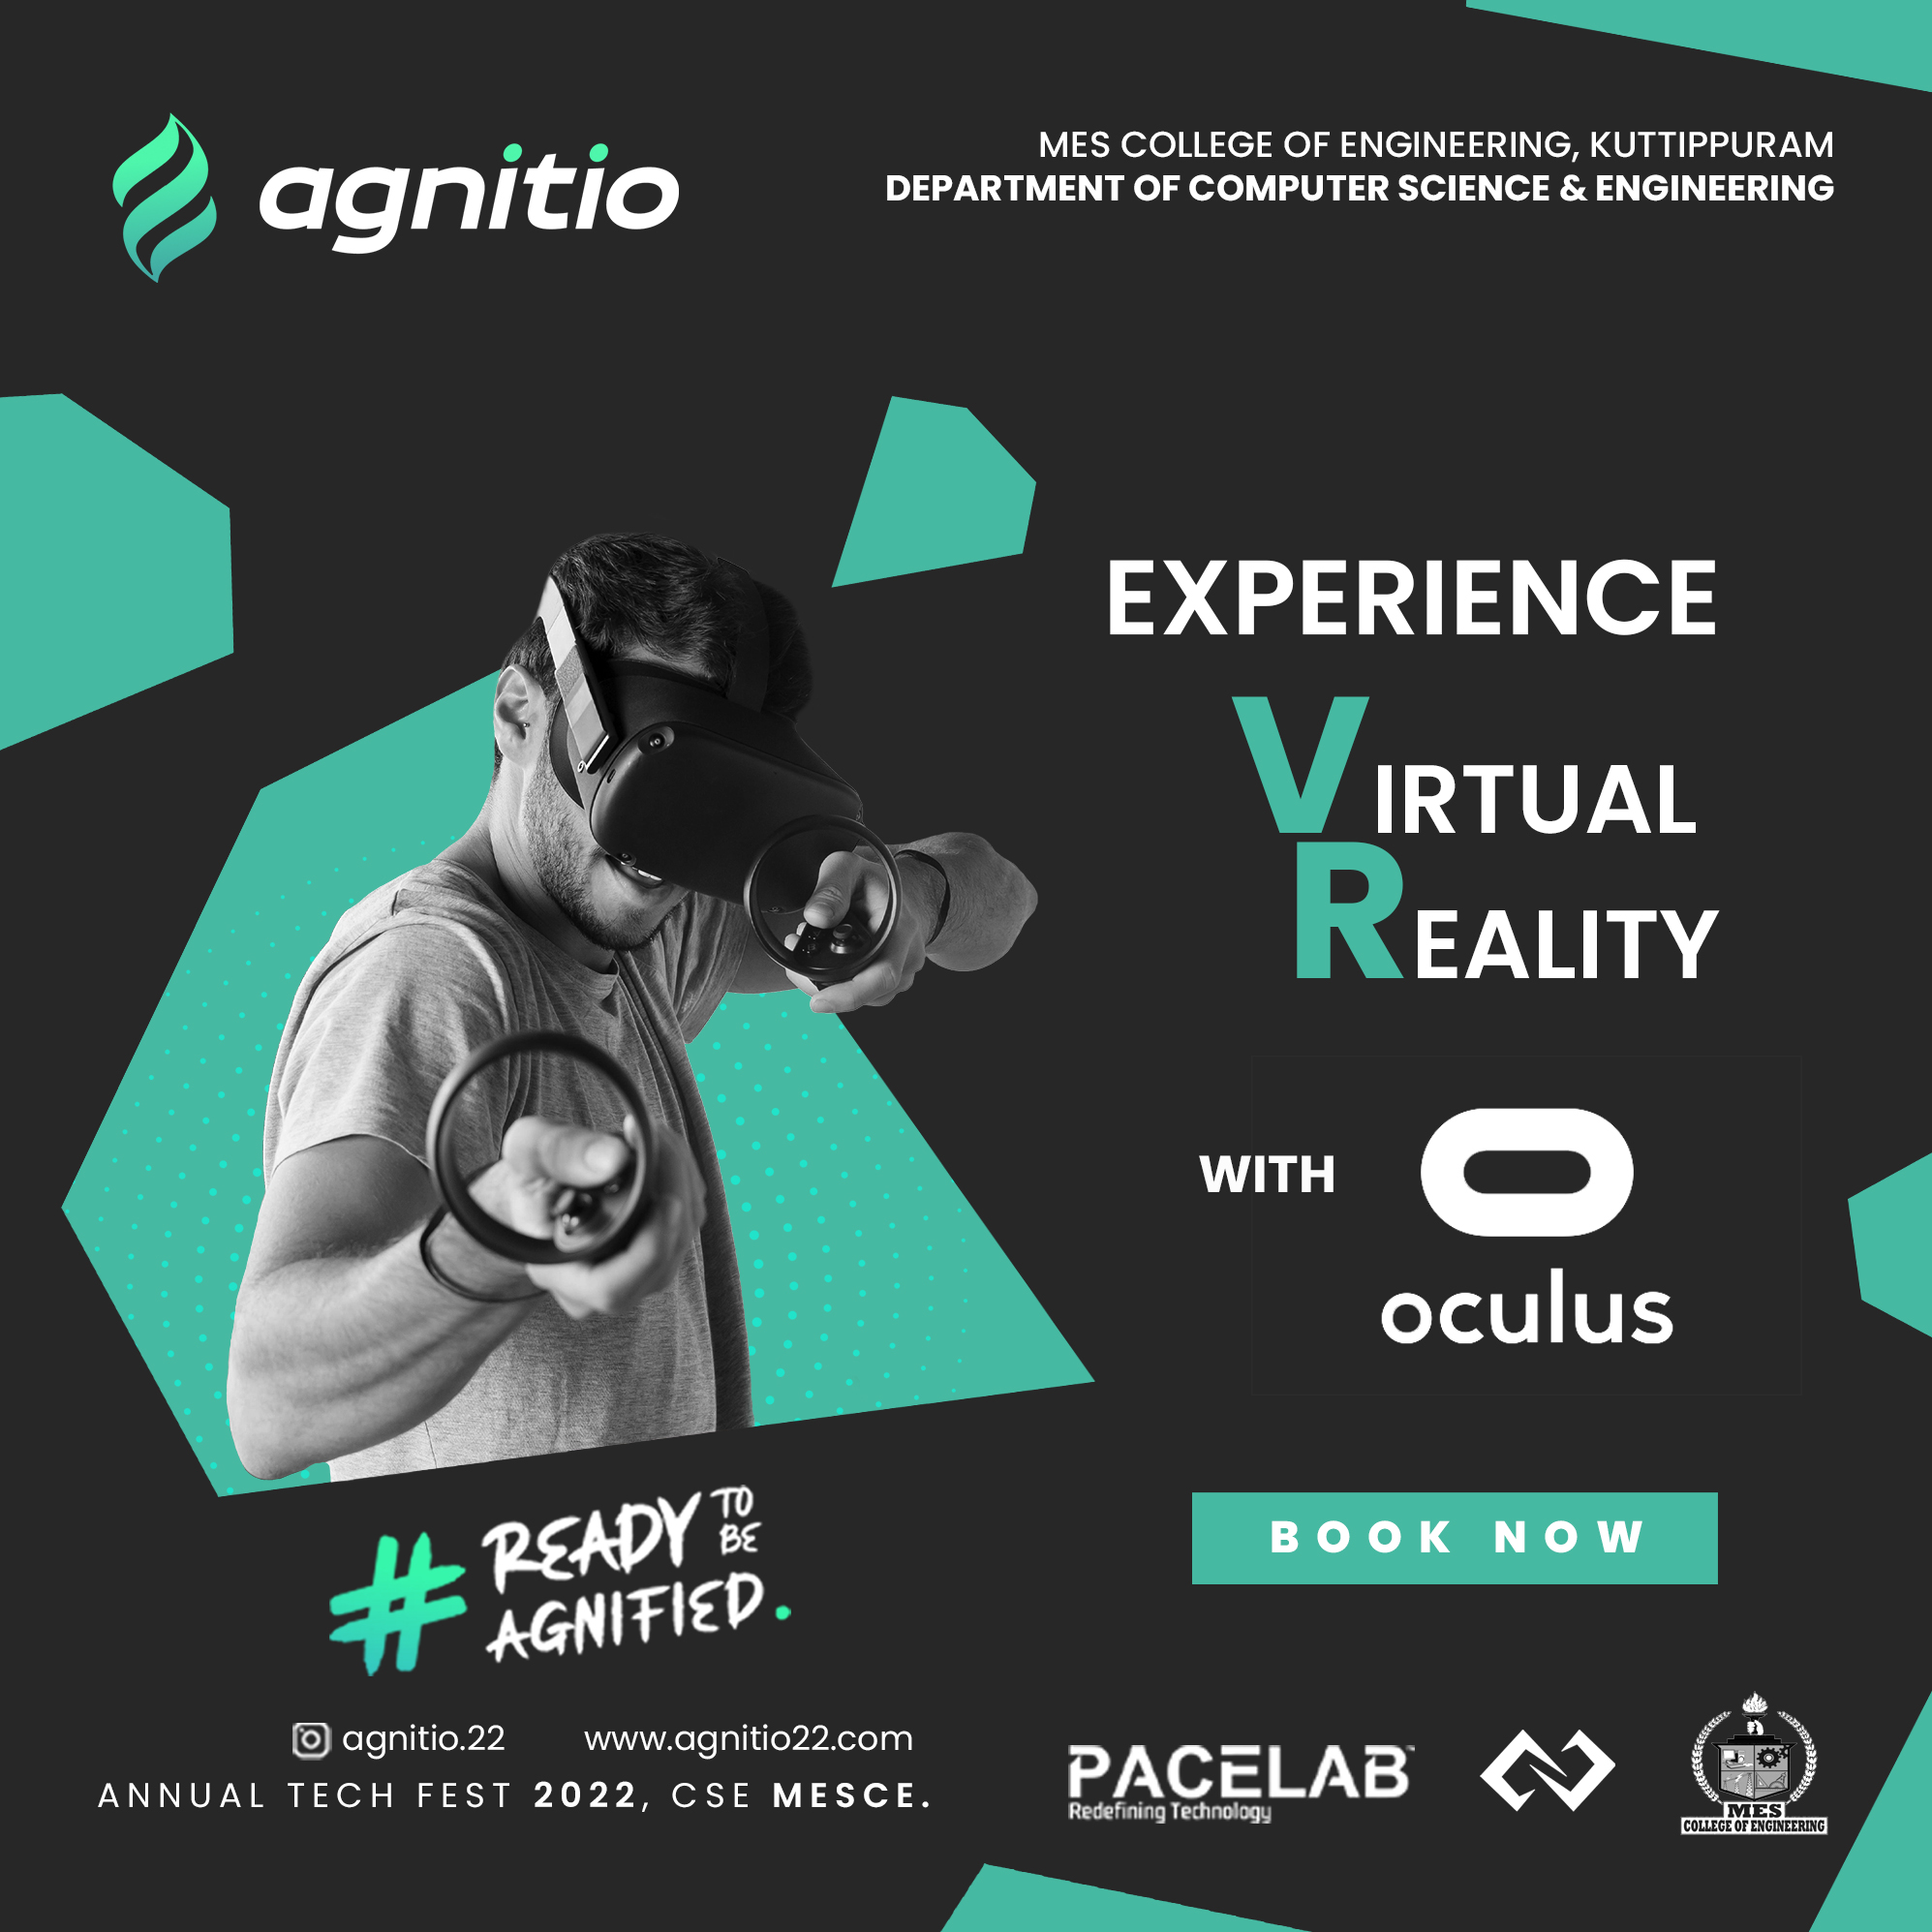 agnitio
MES COLLEGE OF ENGINEERING, KUTTIPPURAM
DEPARTMENT OF COMPUTER SCIENCE & ENGINEERING
EXPERIENCE
VIRTUAL
REALITY
WITH
oculus
BOOK NOW
#READY TO BE
AGNIFIED.
agnitio.22 www.agnitio22.com
ANNUAL TECH FEST 2022, CSE MESCE.
PACELAB™
Redefining Technology
MES
COLLEGE OF ENGINEERING